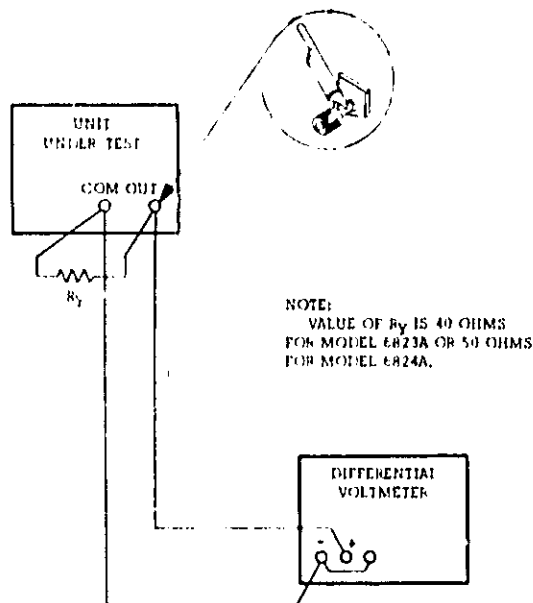 UNIT
UNDER TEST
COM OUT
Ry
NOTE:
VALUE OF Ry IS 40 OHMS
FOR MODEL 6823A OR 50 OHMS
FOR MODEL 6824A.
DIFFERENTIAL
VOLTMETER
- +